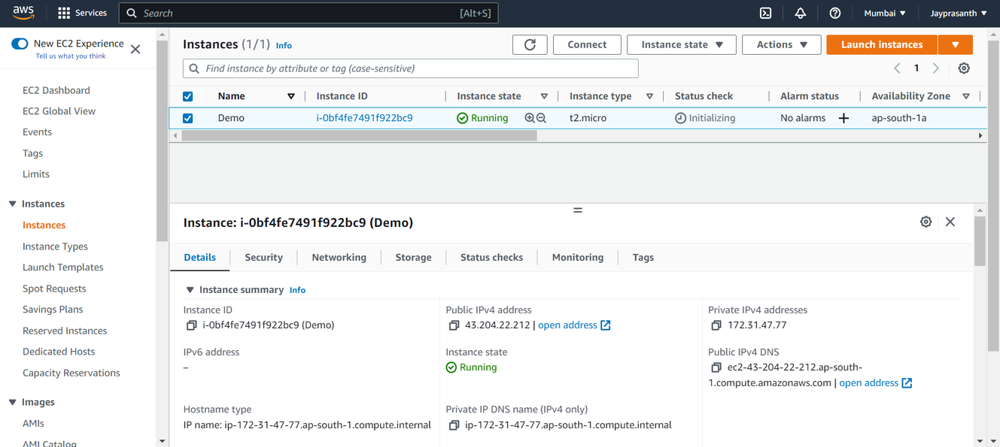 aws Services Search [Alt+S] Mumbai ▼ Jayprasanth ▼
New EC2 Experience
Tell us what you think
EC2 Dashboard
EC2 Global View
Events
Tags
Limits
Instances
Instances
Instance Types
Launch Templates
Spot Requests
Savings Plans
Reserved Instances
Dedicated Hosts
Capacity Reservations
Images
AMIs
AMI Catalog
Instances (1/1) Info Connect Instance state ▼ Actions ▼ Launch instances ▼
Find instance by attribute or tag (case-sensitive) 1
Name Instance ID Instance state Instance type Status check Alarm status Availability Zone
Demo i-0bf4fe7491f922bc9 Running t2.micro Initializing No alarms + ap-south-1a
Instance: i-0bf4fe7491f922bc9 (Demo)
Details Security Networking Storage Status checks Monitoring Tags
Instance summary Info
Instance ID Public IPv4 address Private IPv4 addresses
i-0bf4fe7491f922bc9 (Demo) 43.204.22.212 | open address 172.31.47.77
IPv6 address Instance state Public IPv4 DNS
– Running ec2-43-204-22-212.ap-south-
1.compute.amazonaws.com | open address
Hostname type Private IP DNS name (IPv4 only)
IP name: ip-172-31-47-77.ap-south-1.compute.internal ip-172-31-47-77.ap-south-1.compute.internal